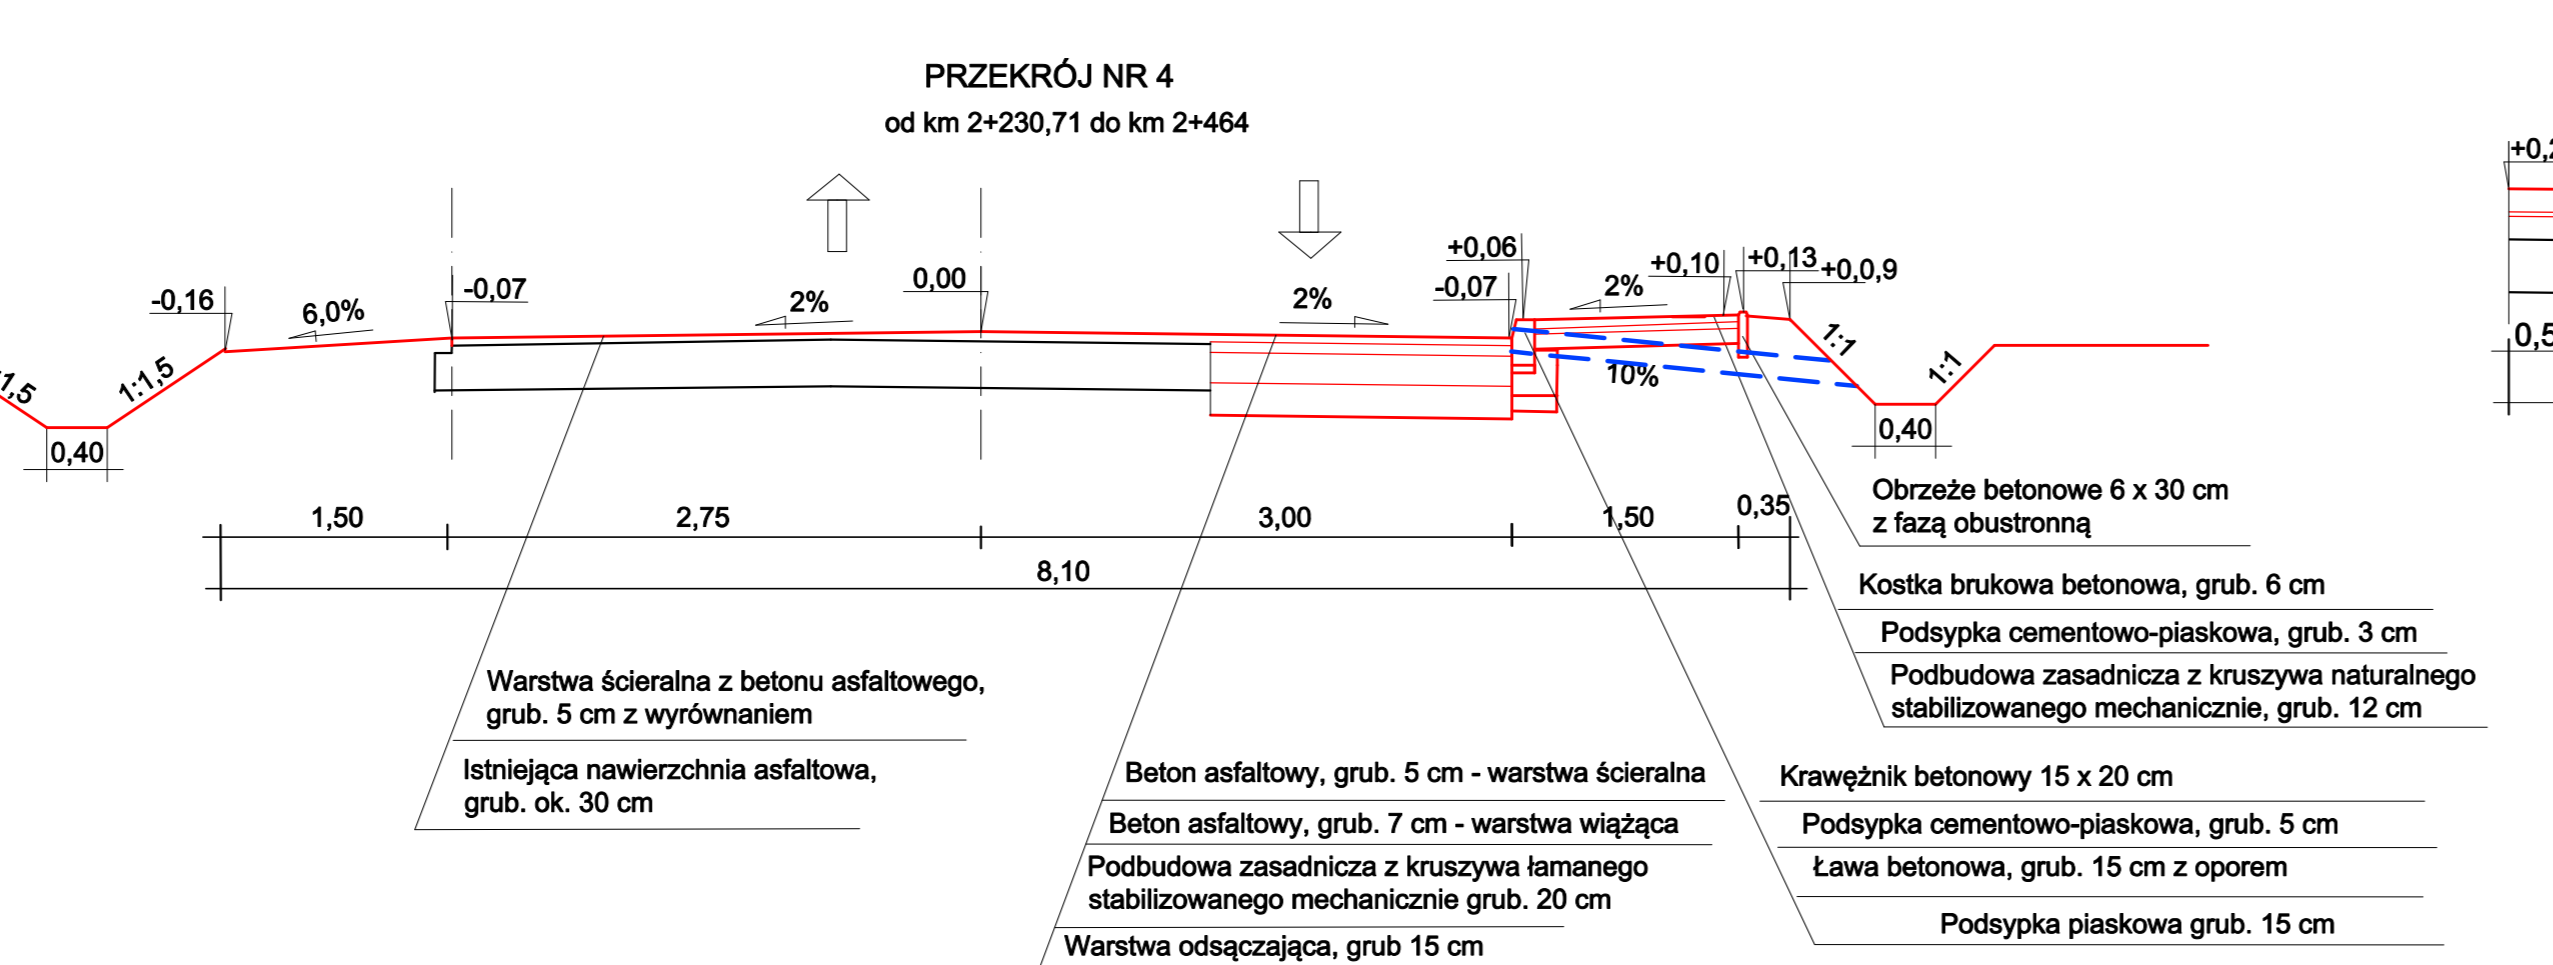 PRZEKRÓJ NR 4
od km 2+230,71 do km 2+464
-0,16
6,0%
-0,07
2%
0,00
2%
+0,06
-0,07
2%
+0,10
+0,13
+0,0,9
1:1,5
1:1
1:1
10%
0,40
0,40
1,50
2,75
3,00
1,50
0,35
8,10
Obrzeże betonowe 6 x 30 cm
z fazą obustronną
Kostka brukowa betonowa, grub. 6 cm
Podsypka cementowo-piaskowa, grub. 3 cm
Podbudowa zasadnicza z kruszywa naturalnego
stabilizowanego mechanicznie, grub. 12 cm
Warstwa ścieralna z betonu asfaltowego,
grub. 5 cm z wyrównaniem
Istniejąca nawierzchnia asfaltowa,
grub. ok. 30 cm
Beton asfaltowy, grub. 5 cm - warstwa ścieralna
Beton asfaltowy, grub. 7 cm - warstwa wiążąca
Podbudowa zasadnicza z kruszywa łamanego
stabilizowanego mechanicznie grub. 20 cm
Warstwa odsączająca, grub 15 cm
Krawężnik betonowy 15 x 20 cm
Podsypka cementowo-piaskowa, grub. 5 cm
Ława betonowa, grub. 15 cm z oporem
Podsypka piaskowa grub. 15 cm